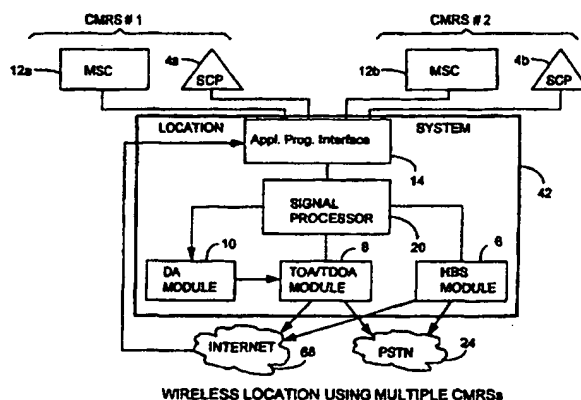 CMRS # 1
CMRS # 2
12a
MSC
4a
SCP
12b
MSC
4b
SCP
LOCATION
SYSTEM
Appl. Prog. Interface
14
42
SIGNAL
PROCESSOR
20
10
8
6
DA
MODULE
TOA/TDOA
MODULE
HBS
MODULE
INTERNET
68
PSTN
24
WIRELESS LOCATION USING MULTIPLE CMRSs